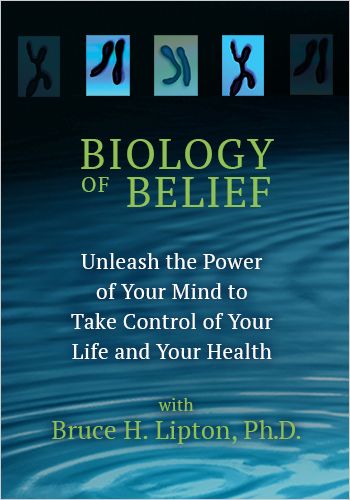 BIOLOGY
OF BELIEF
Unleash the Power
of Your Mind to
Take Control of Your
Life and Your Health
with
Bruce H. Lipton, Ph.D.